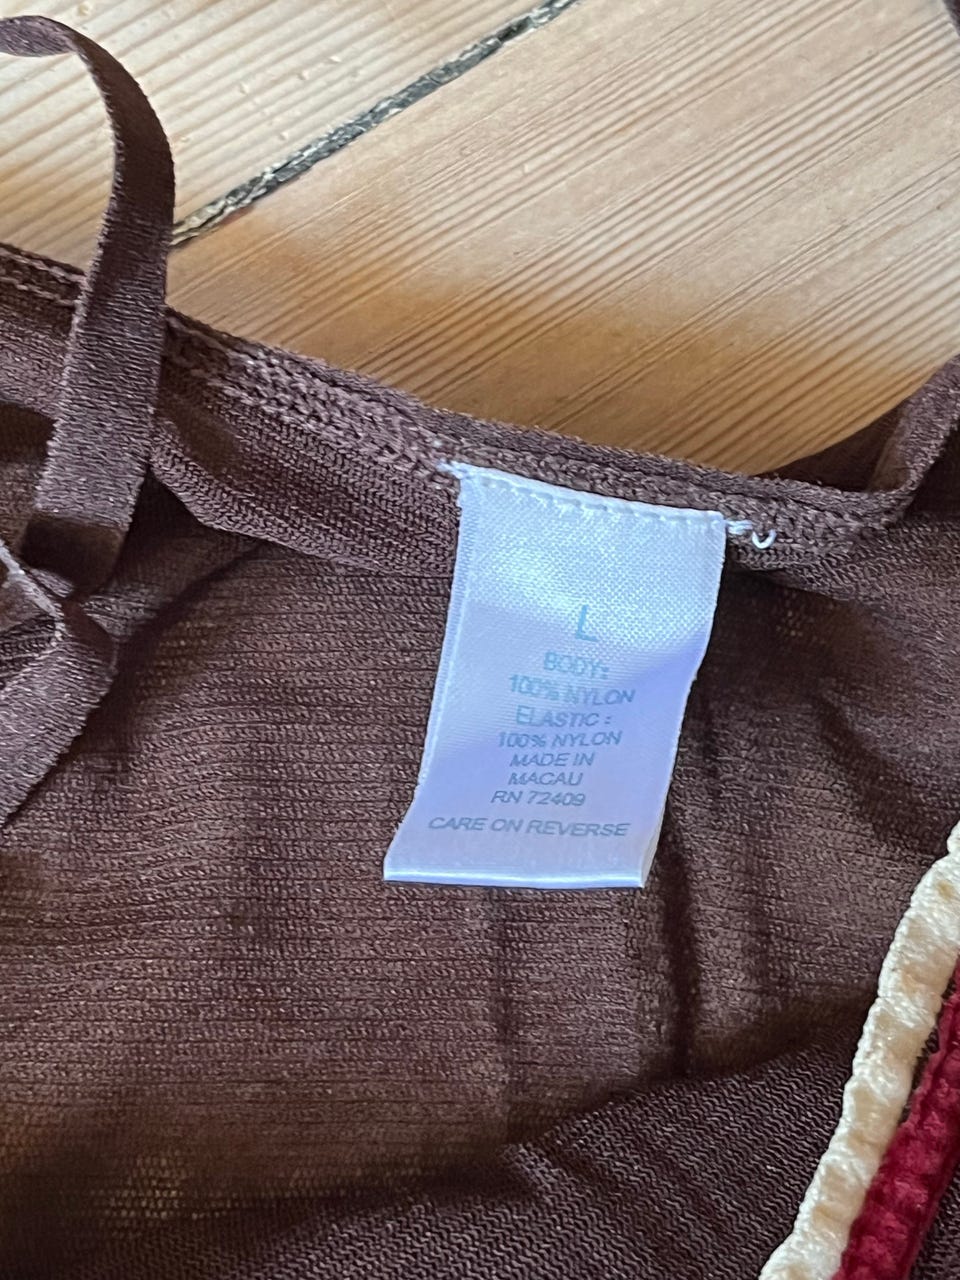 L
BODY:
100% NYLON
ELASTIC :
100% NYLON
MADE IN
MACAU
RN 72409
CARE ON REVERSE